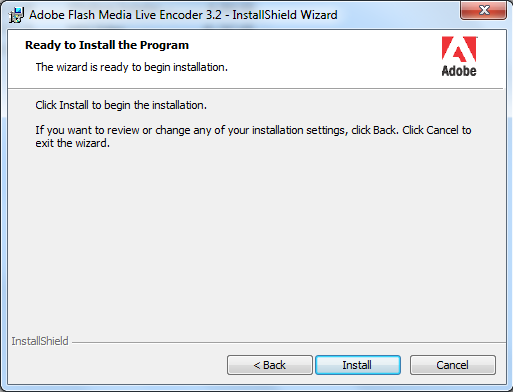 Adobe Flash Media Live Encoder 3.2 - InstallShield Wizard
Ready to Install the Program
The wizard is ready to begin installation.
Adobe
Click Install to begin the installation.
If you want to review or change any of your installation settings, click Back. Click Cancel to
exit the wizard.
InstallShield
< Back
Install
Cancel